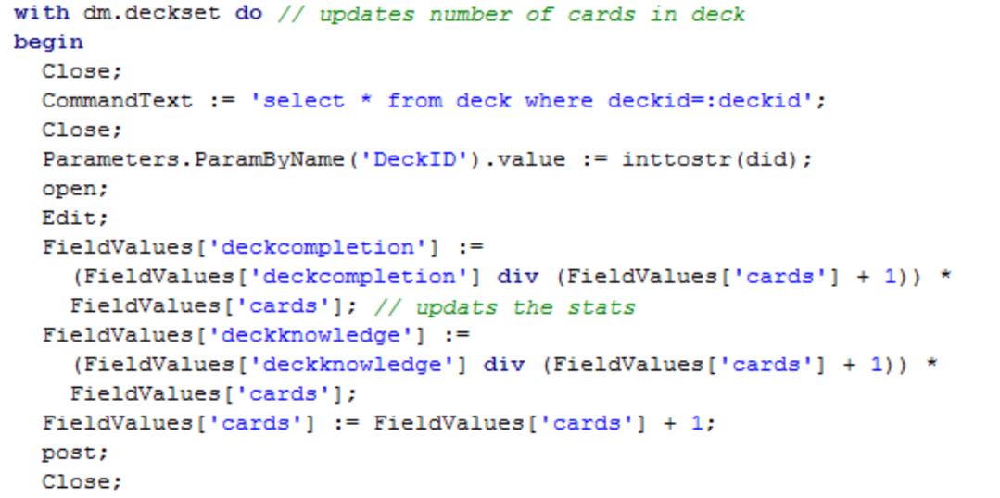 with dm.deckset do // updates number of cards in deck
begin
Close;
CommandText := 'select * from deck where deckid=:deckid';
Close;
Parameters.ParamByName('DeckID').value := inttostr(did);
open;
Edit;
FieldValues['deckcompletion'] :=
(FieldValues['deckcompletion'] div (FieldValues['cards'] + 1)) *
FieldValues['cards']; // updats the stats
FieldValues['deckknowledge'] :=
(FieldValues['deckknowledge'] div (FieldValues['cards'] + 1)) *
FieldValues['cards'];
FieldValues['cards'] := FieldValues['cards'] + 1;
post;
Close;